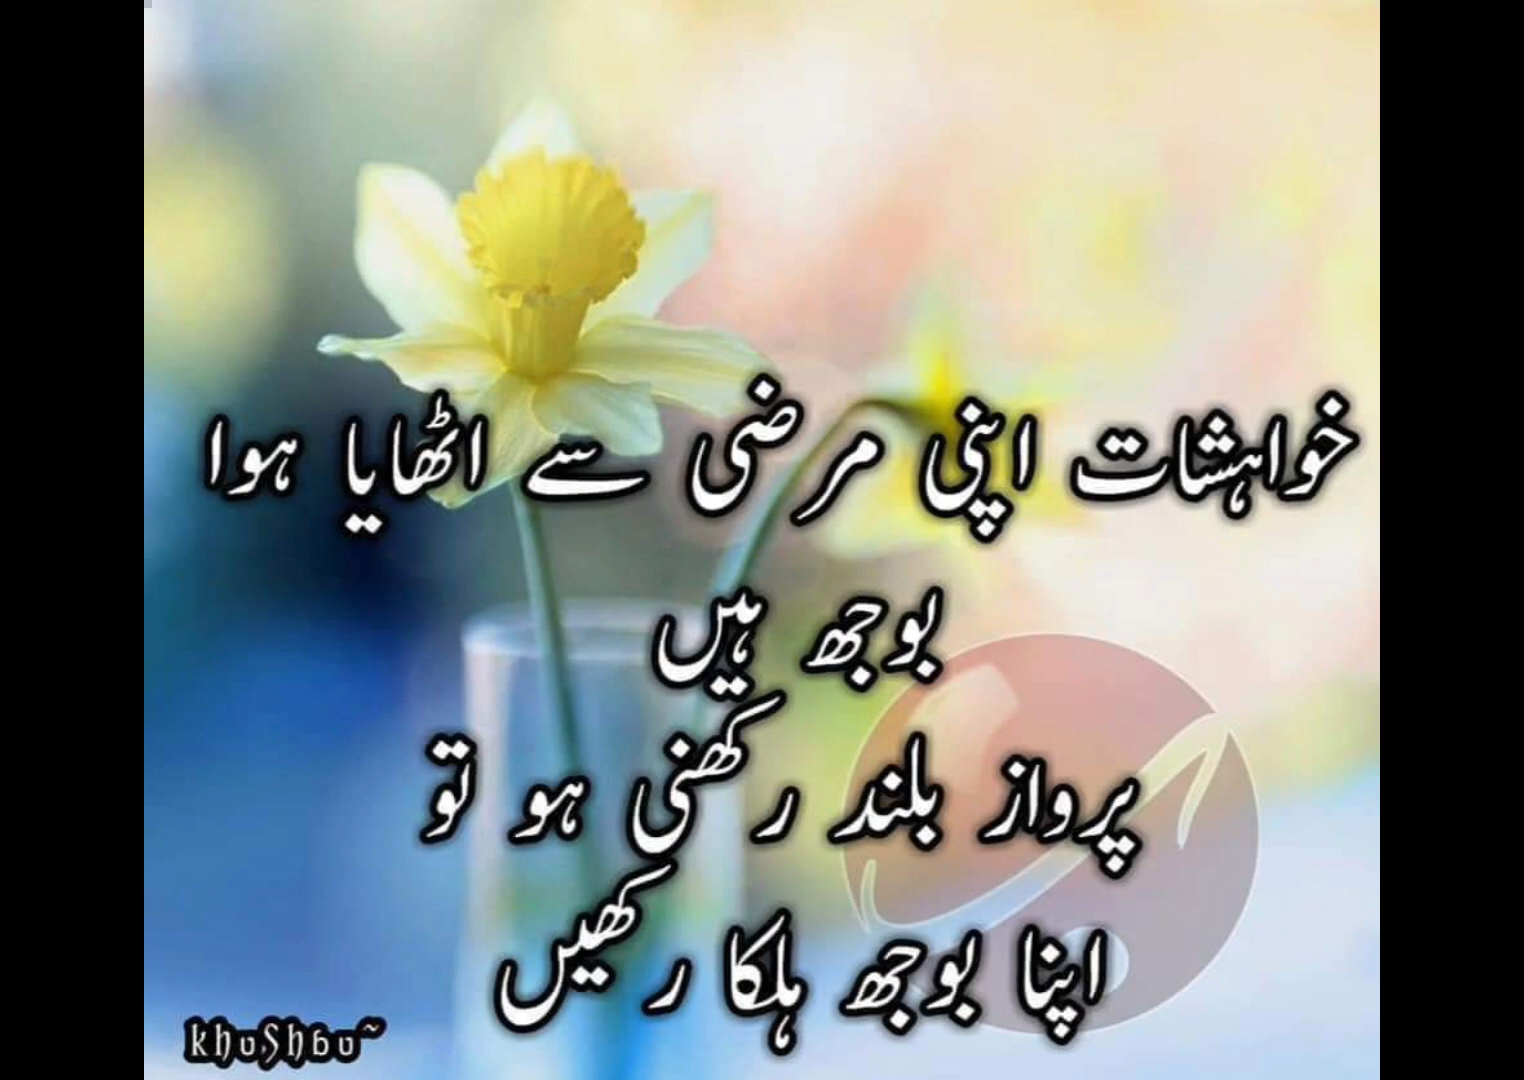 خواہشات اپنی مرضی سے اٹھایا ہوا
بوجھ ہیں
پرواز بلند رکھنی ہو تو
اپنا بوجھ ہلکا رکھیں
khuShbu~